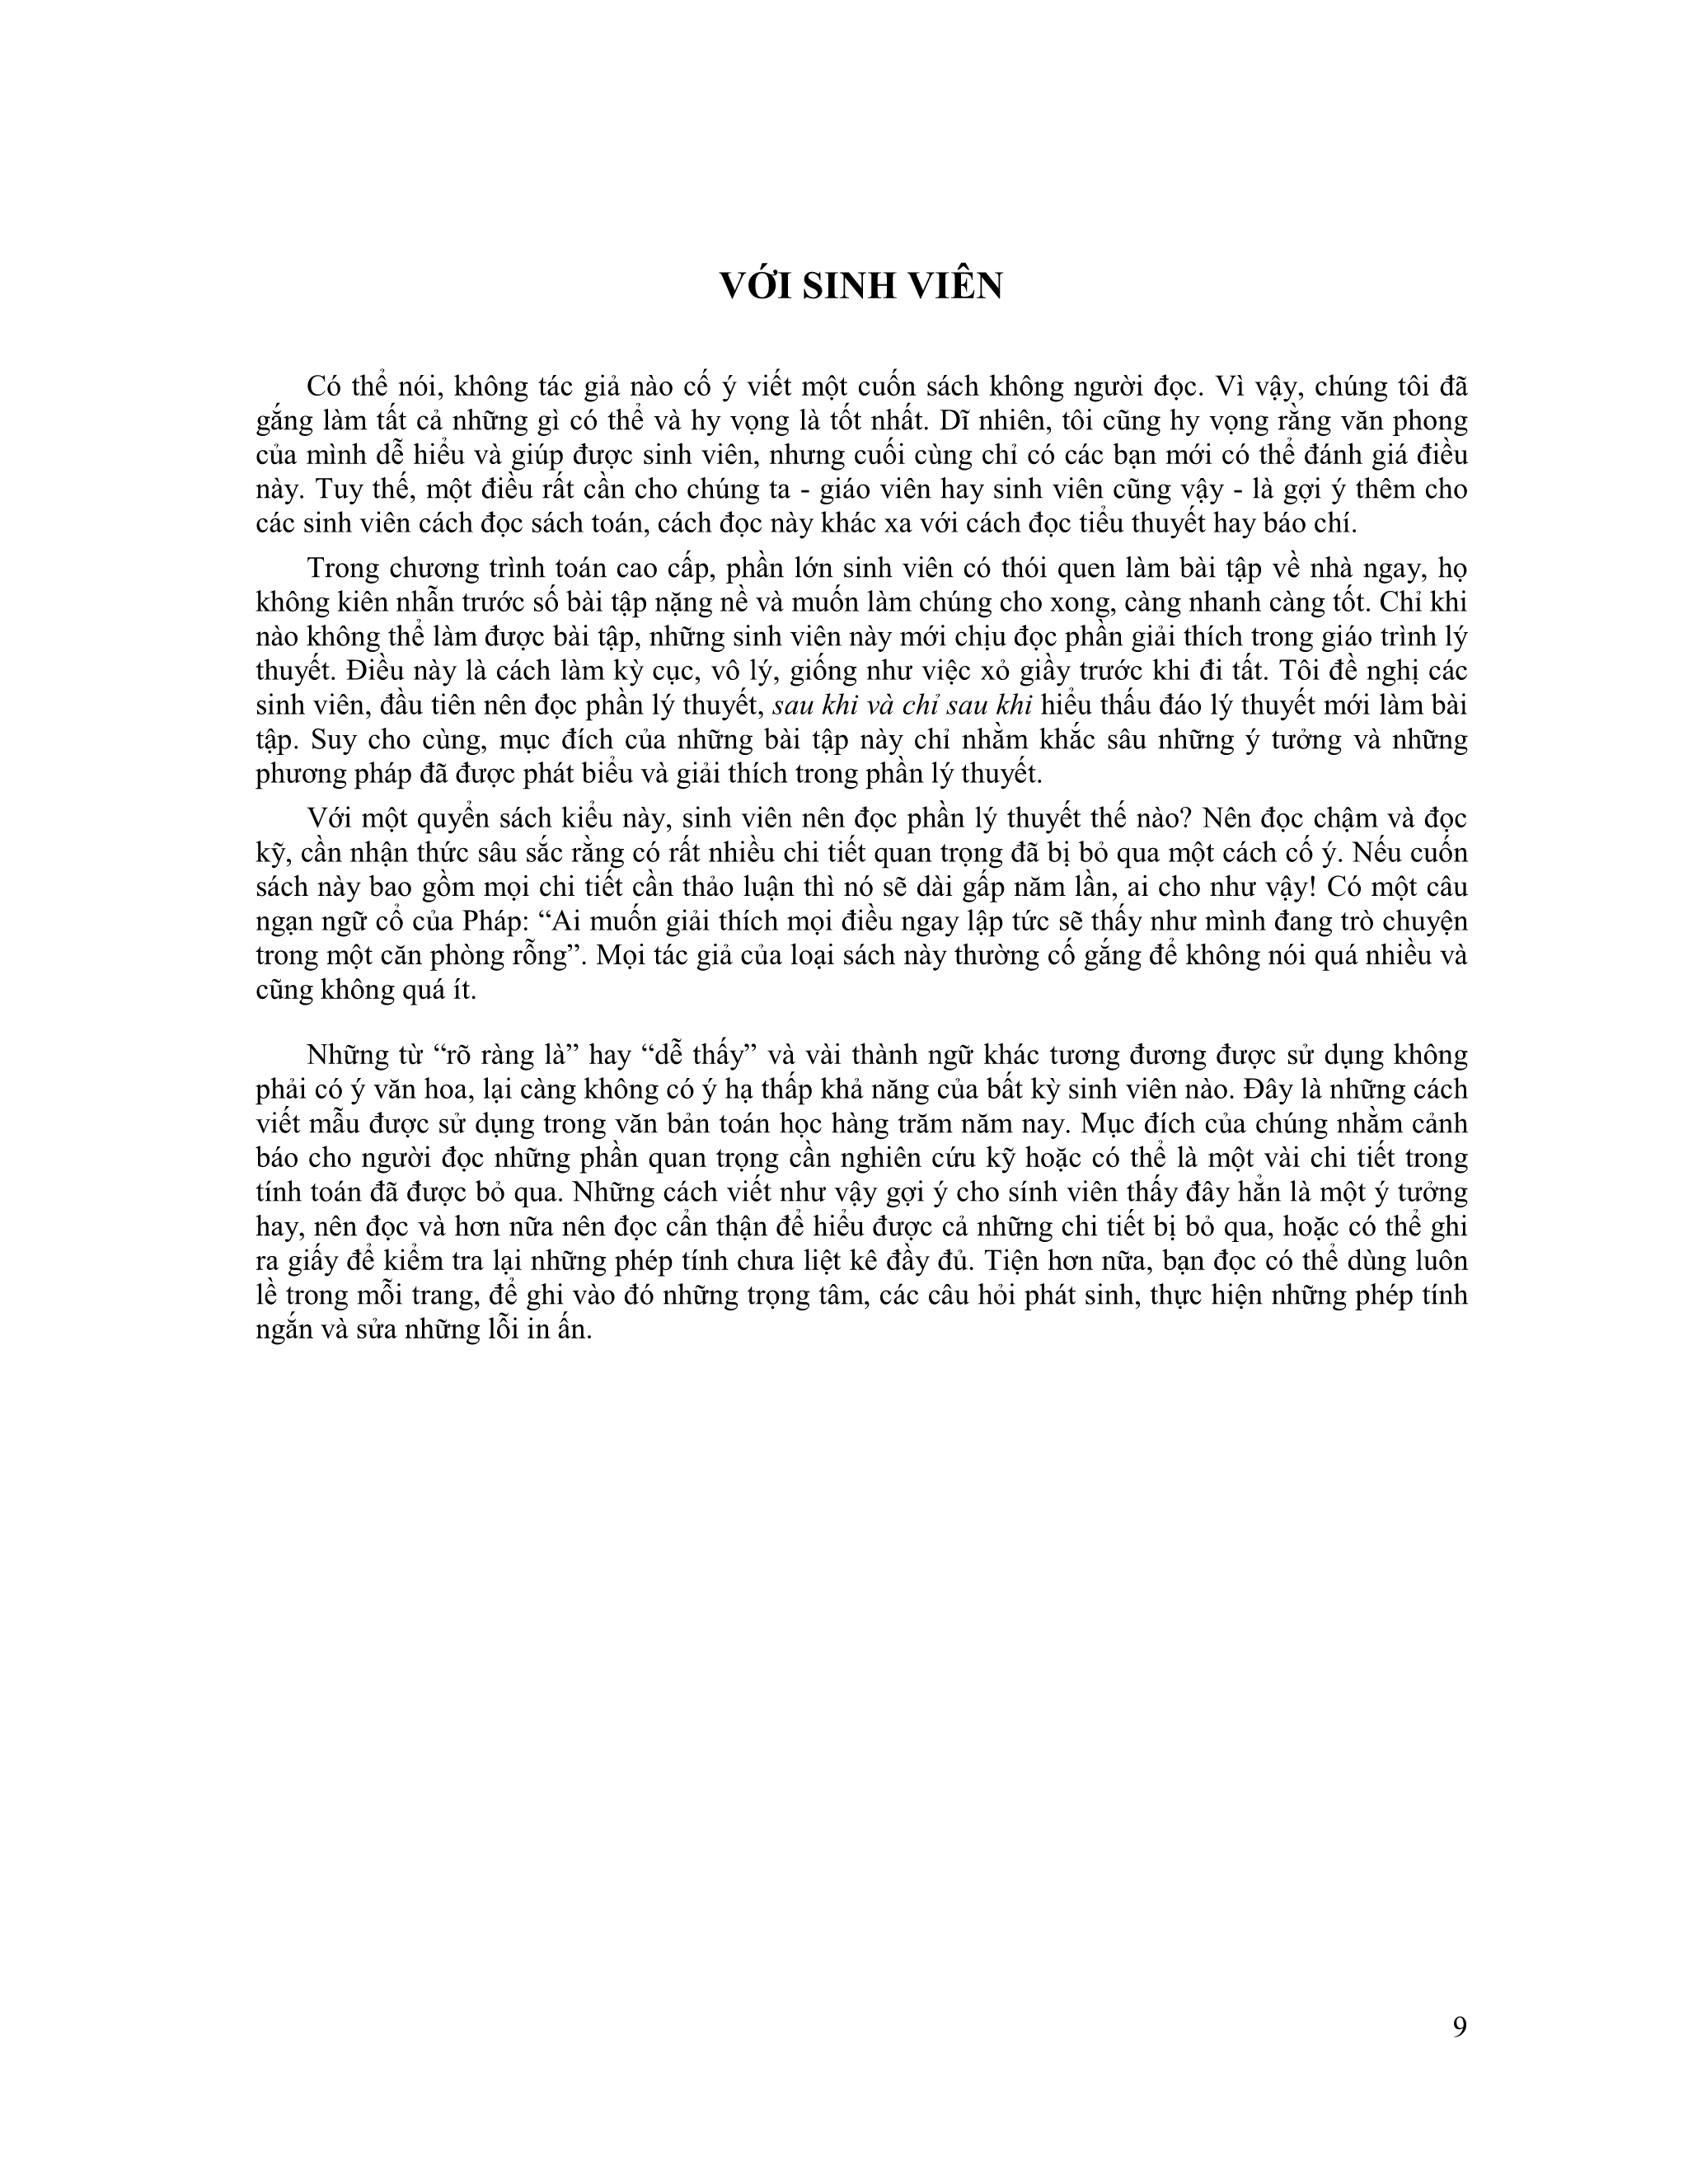 VỚI SINH VIÊN
Có thể nói, không tác giả nào cố ý viết một cuốn sách không người đọc. Vì vậy, chúng tôi đã
gắng làm tất cả những gì có thể và hy vọng là tốt nhất. Dĩ nhiên, tôi cũng hy vọng rằng văn phong
của mình dễ hiểu và giúp được sinh viên, nhưng cuối cùng chỉ có các bạn mới có thể đánh giá điều
này. Tuy thế, một điều rất cần cho chúng ta - giáo viên hay sinh viên cũng vậy - là gợi ý thêm cho
các sinh viên cách đọc sách toán, cách đọc này khác xa với cách đọc tiểu thuyết hay báo chí.
Trong chương trình toán cao cấp, phần lớn sinh viên có thói quen làm bài tập về nhà ngay, họ
không kiên nhẫn trước số bài tập nặng nề và muốn làm chúng cho xong, càng nhanh càng tốt. Chỉ khi
nào không thể làm được bài tập, những sinh viên này mới chịu đọc phần giải thích trong giáo trình lý
thuyết. Điều này là cách làm kỳ cục, vô lý, giống như việc xỏ giầy trước khi đi tất. Tôi đề nghị các
sinh viên, đầu tiên nên đọc phần lý thuyết, sau khi và chỉ sau khi hiểu thấu đáo lý thuyết mới làm bài
tập. Suy cho cùng, mục đích của những bài tập này chỉ nhằm khắc sâu những ý tưởng và những
phương pháp đã được phát biểu và giải thích trong phần lý thuyết.
Với một quyển sách kiểu này, sinh viên nên đọc phần lý thuyết thế nào? Nên đọc chậm và đọc
kỹ, cần nhận thức sâu sắc rằng có rất nhiều chi tiết quan trọng đã bị bỏ qua một cách cố ý. Nếu cuốn
sách này bao gồm mọi chi tiết cần thảo luận thì nó sẽ dài gấp năm lần, ai cho như vậy! Có một câu
ngạn ngữ cổ của Pháp: “Ai muốn giải thích mọi điều ngay lập tức sẽ thấy như mình đang trò chuyện
trong một căn phòng rỗng”. Mọi tác giả của loại sách này thường cố gắng để không nói quá nhiều và
cũng không quá ít.
Những từ “rõ ràng là” hay “dễ thấy” và vài thành ngữ khác tương đương được sử dụng không
phải có ý văn hoa, lại càng không có ý hạ thấp khả năng của bất kỳ sinh viên nào. Đây là những cách
viết mẫu được sử dụng trong văn bản toán học hàng trăm năm nay. Mục đích của chúng nhằm cảnh
báo cho người đọc những phần quan trọng cần nghiên cứu kỹ hoặc có thể là một vài chi tiết trong
tính toán đã được bỏ qua. Những cách viết như vậy gợi ý cho sính viên thấy đây hẳn là một ý tưởng
hay, nên đọc và hơn nữa nên đọc cẩn thận để hiểu được cả những chi tiết bị bỏ qua, hoặc có thể ghi
ra giấy để kiểm tra lại những phép tính chưa liệt kê đầy đủ. Tiện hơn nữa, bạn đọc có thể dùng luôn
lề trong mỗi trang, để ghi vào đó những trọng tâm, các câu hỏi phát sinh, thực hiện những phép tính
ngắn và sửa những lỗi in ấn.
9